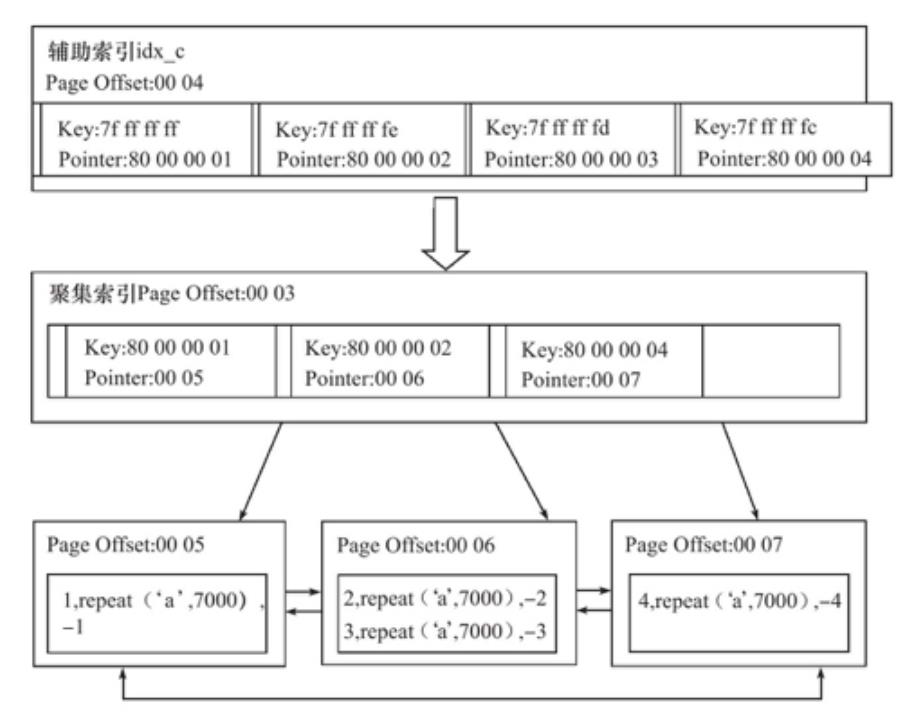 辅助索引idx_c
Page Offset:00 04
Key:7f ff ff ff
Pointer:80 00 00 01
Key:7f ff ff fe
Pointer:80 00 00 02
Key:7f ff ff fd
Pointer:80 00 00 03
Key:7f ff ff fc
Pointer:80 00 00 04
聚集索引Page Offset:00 03
Key:80 00 00 01
Pointer:00 05
Key:80 00 00 02
Pointer:00 06
Key:80 00 00 04
Pointer:00 07
Page Offset:00 05
1,repeat（‘a’,7000）,
-1
Page Offset:00 06
2,repeat（‘a’,7000）,-2
3,repeat（‘a’,7000）,-3
Page Offset:00 07
4,repeat（‘a’,7000）,-4